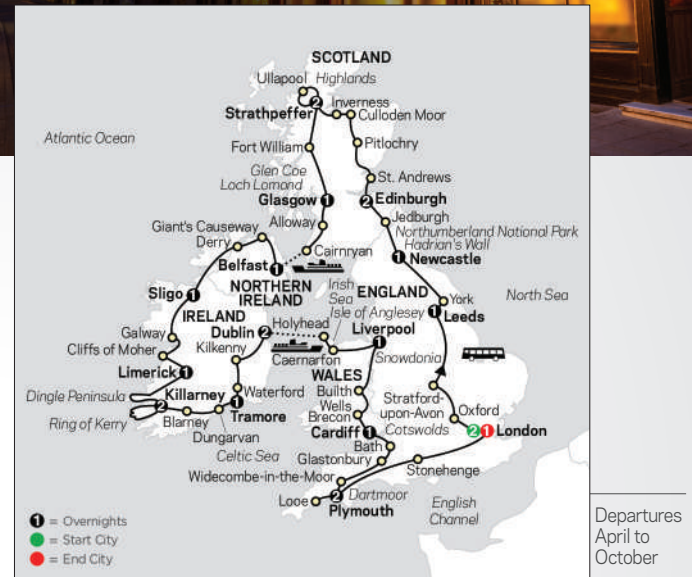 SCOTLAND
Ullapool
Highlands
Strathpeffer
2
Inverness
Culloden Moor
Atlantic Ocean
Fort William
Pitlochry
Glen Coe
Loch Lomond
St. Andrews
Glasgow
1
2
Edinburgh
Giant's Causeway
Alloway
Jedburgh
Northumberland National Park
Derry
Hadrian's Wall
Cairnryan
1
Newcastle
Belfast
1
NORTHERN
IRELAND
Sligo
1
Irish
Sea
ENGLAND
York
North Sea
IRELAND
Isle of Anglesey
1
Leeds
Dublin
2
Holyhead
Liverpool
1
Galway
Kilkenny
Cliffs of Moher
Caernarfon
Snowdonia
Limerick
1
WALES
Stratford-
upon-Avon
Dingle Peninsula
Killarney
2
Waterford
Builth
Wells
Oxford
Ring of Kerry
1
Tramore
Brecon
Cotswolds
2
1
London
Blarney
Cardiff
1
Dungarvan
Bath
Celtic Sea
Glastonbury
Stonehenge
Widecombe-in-the-Moor
Looe
2
Dartmoor
Plymouth
English
Channel
1 = Overnights
= Start City
= End City
Departures
April to
October